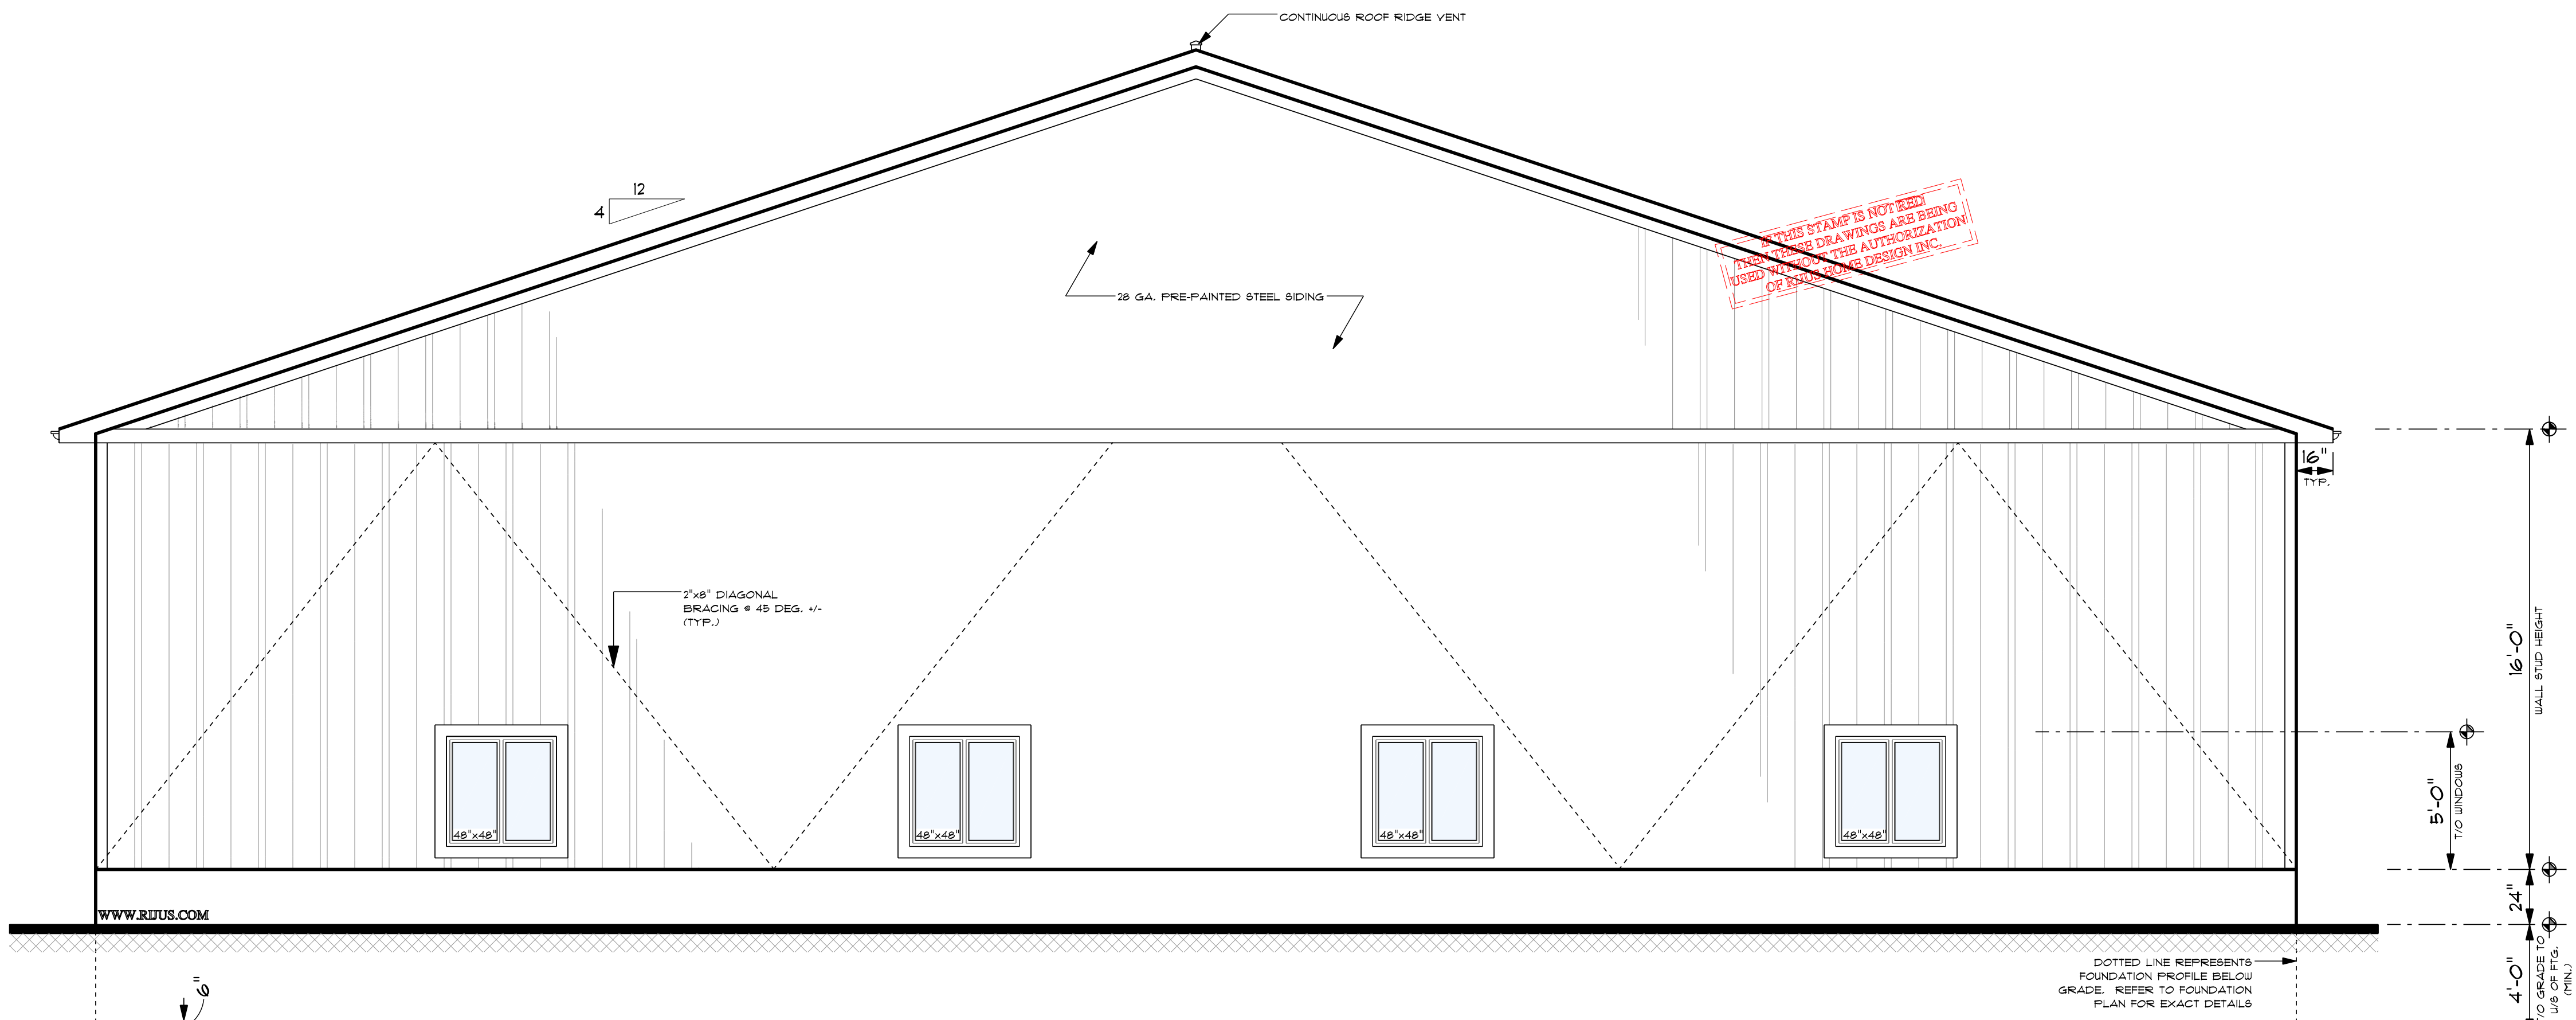 CONTINUOUS ROOF RIDGE VENT
12
4
IF THIS STAMP IS NOT RED!
THEN THESE DRAWINGS ARE BEING
USED WITHOUT THE AUTHORIZATION
OF RIJUS HOME DESIGN INC.
28 GA. PRE-PAINTED STEEL SIDING
16"
TYP.
2"x8" DIAGONAL
BRACING @ 45 DEG. +/-
(TYP.)
16'-0"
WALL STUD HEIGHT
5'-0"
T/O WINDOWS
48"x48"
48"x48"
48"x48"
48"x48"
24"
WWW.RIJUS.COM
DOTTED LINE REPRESENTS
FOUNDATION PROFILE BELOW
GRADE. REFER TO FOUNDATION
PLAN FOR EXACT DETAILS
4'-0"
T/O GRADE TO
U/S OF FTG.
(MIN.)
6"